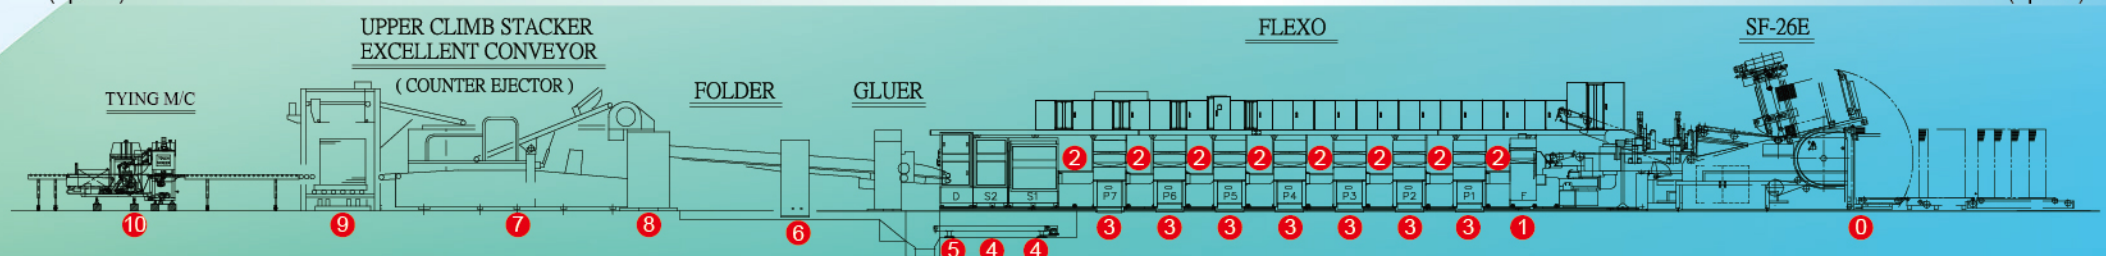 UPPER CLIMB STACKER
EXCELLENT CONVEYOR
( COUNTER EJECTOR )
FLEXO
SF-26E
TYING M/C
FOLDER
GLUER
2 2 2 2 2 2 2 2
D S2 S1 P7 P6 P5 P4 P3 P2 P1 F
10 9 7 8 6 3 3 3 3 3 3 3 1 0
5 4 4